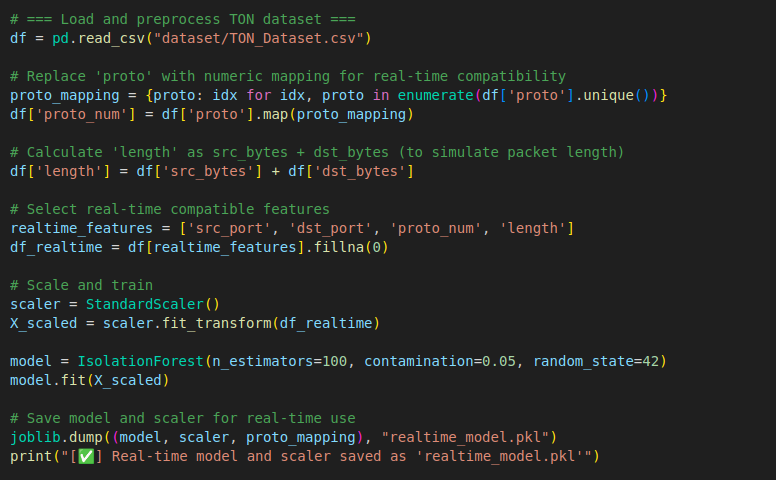 # === Load and preprocess TON dataset ===
df = pd.read_csv("dataset/TON_Dataset.csv")
# Replace 'proto' with numeric mapping for real-time compatibility
proto_mapping = {proto: idx for idx, proto in enumerate(df['proto'].unique())}
df['proto_num'] = df['proto'].map(proto_mapping)
# Calculate 'length' as src_bytes + dst_bytes (to simulate packet length)
df['length'] = df['src_bytes'] + df['dst_bytes']
# Select real-time compatible features
realtime_features = ['src_port', 'dst_port', 'proto_num', 'length']
df_realtime = df[realtime_features].fillna(0)
# Scale and train
scaler = StandardScaler()
X_scaled = scaler.fit_transform(df_realtime)
model = IsolationForest(n_estimators=100, contamination=0.05, random_state=42)
model.fit(X_scaled)
# Save model and scaler for real-time use
joblib.dump((model, scaler, proto_mapping), "realtime_model.pkl")
print("[✅] Real-time model and scaler saved as 'realtime_model.pkl'")